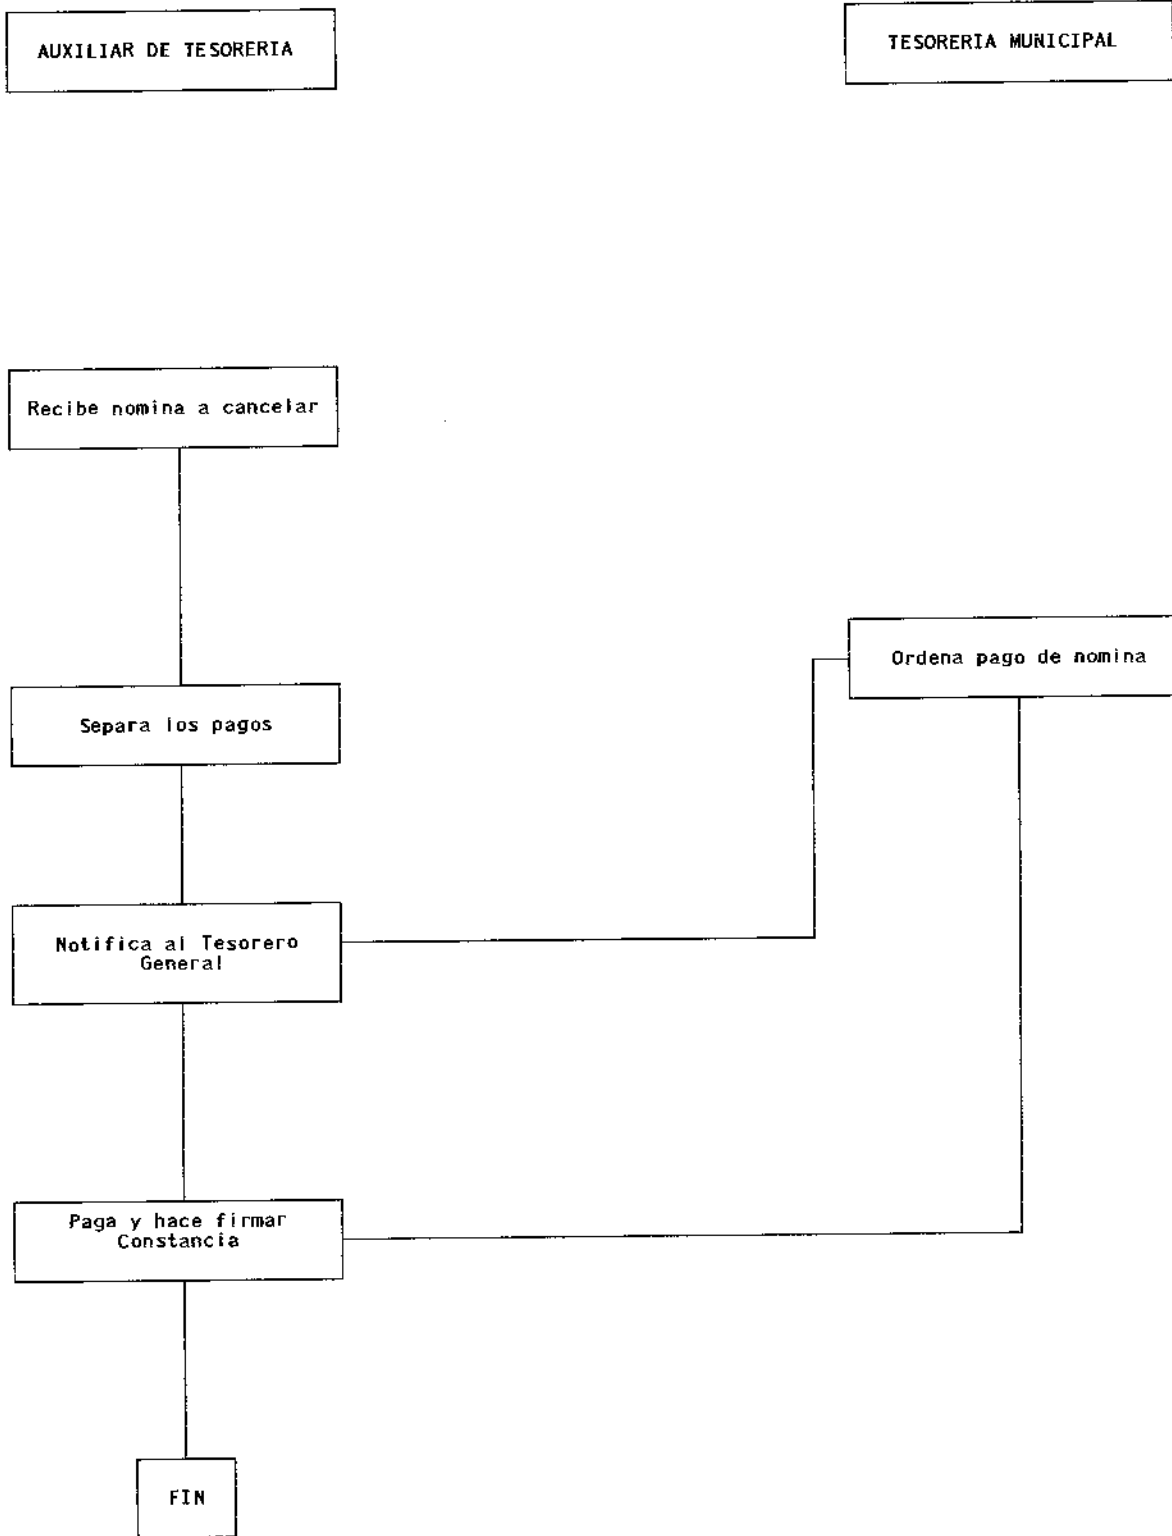 AUXILIAR DE TESORERIA
TESORERIA MUNICIPAL
Recibe nomina a cancelar
Ordena pago de nomina
Separa los pagos
Notifica al Tesorero
General
Paga y hace firmar
Constancia
FIN